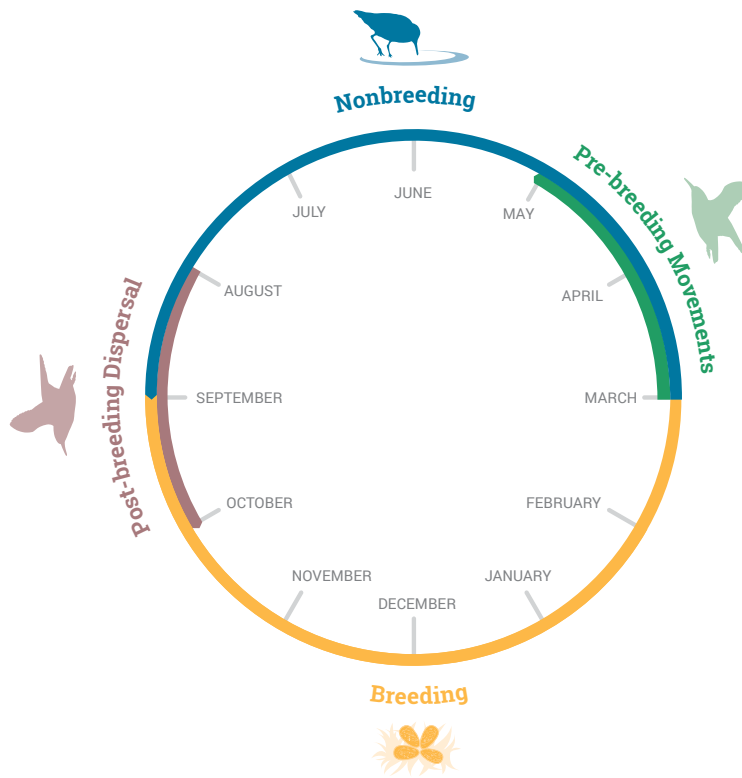 Nonbreeding
Pre-breeding Movements
JUNE
JULY
MAY
AUGUST
APRIL
Post-breeding Dispersal
SEPTEMBER
MARCH
OCTOBER
FEBRUARY
NOVEMBER
JANUARY
DECEMBER
Breeding